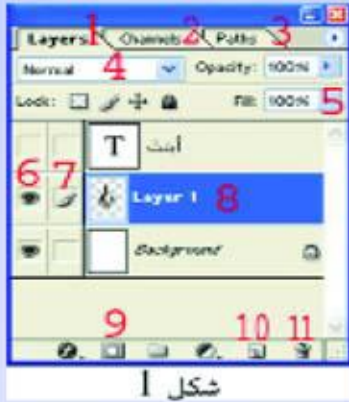 Layers 1 Channels 2 Paths 3
Normal 4 Opacity: 100%
Lock: Fill: 100% 5
T أبنث
6 7 Layer 1 8
Background
9 10 11
شكل 1